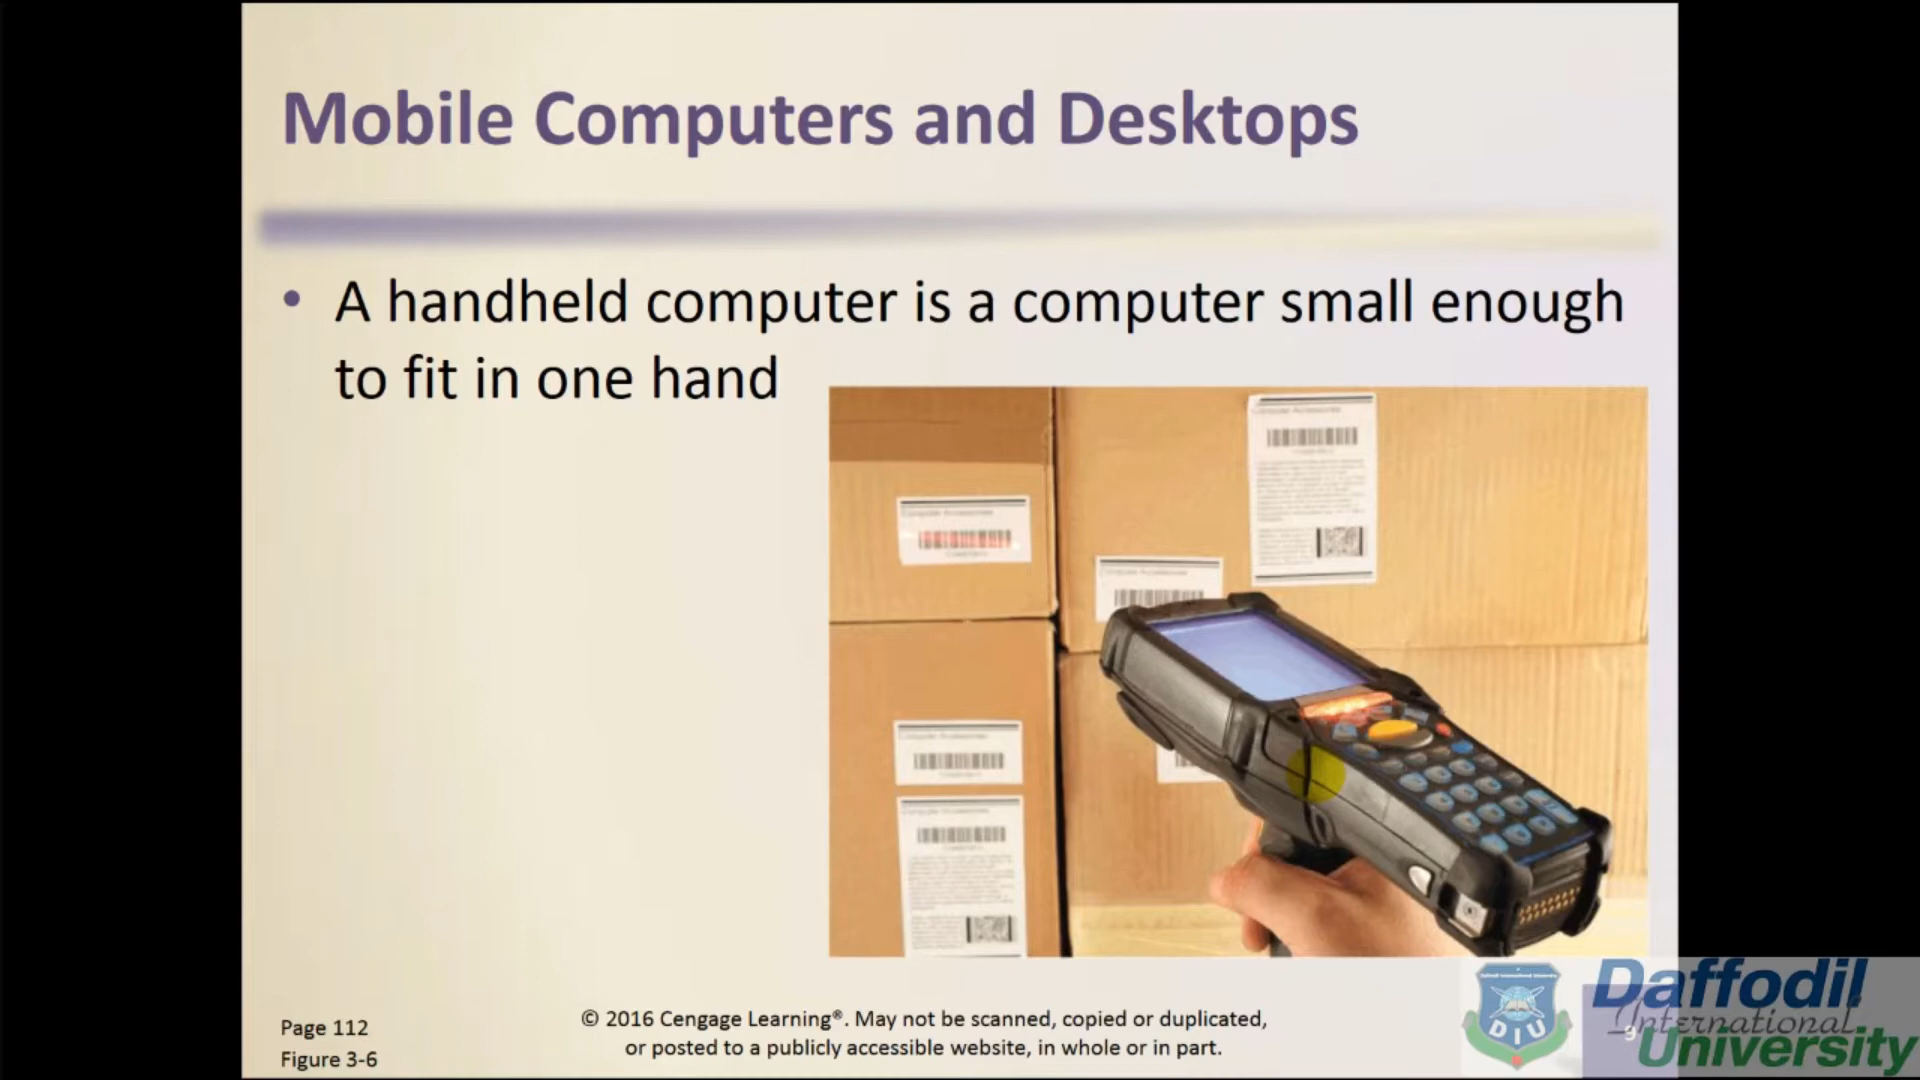 Mobile Computers and Desktops
• A handheld computer is a computer small enough
to fit in one hand
Page 112
Figure 3-6
© 2016 Cengage Learning®. May not be scanned, copied or duplicated,
or posted to a publicly accessible website, in whole or in part.
DIU
9
Daffodil
International
University